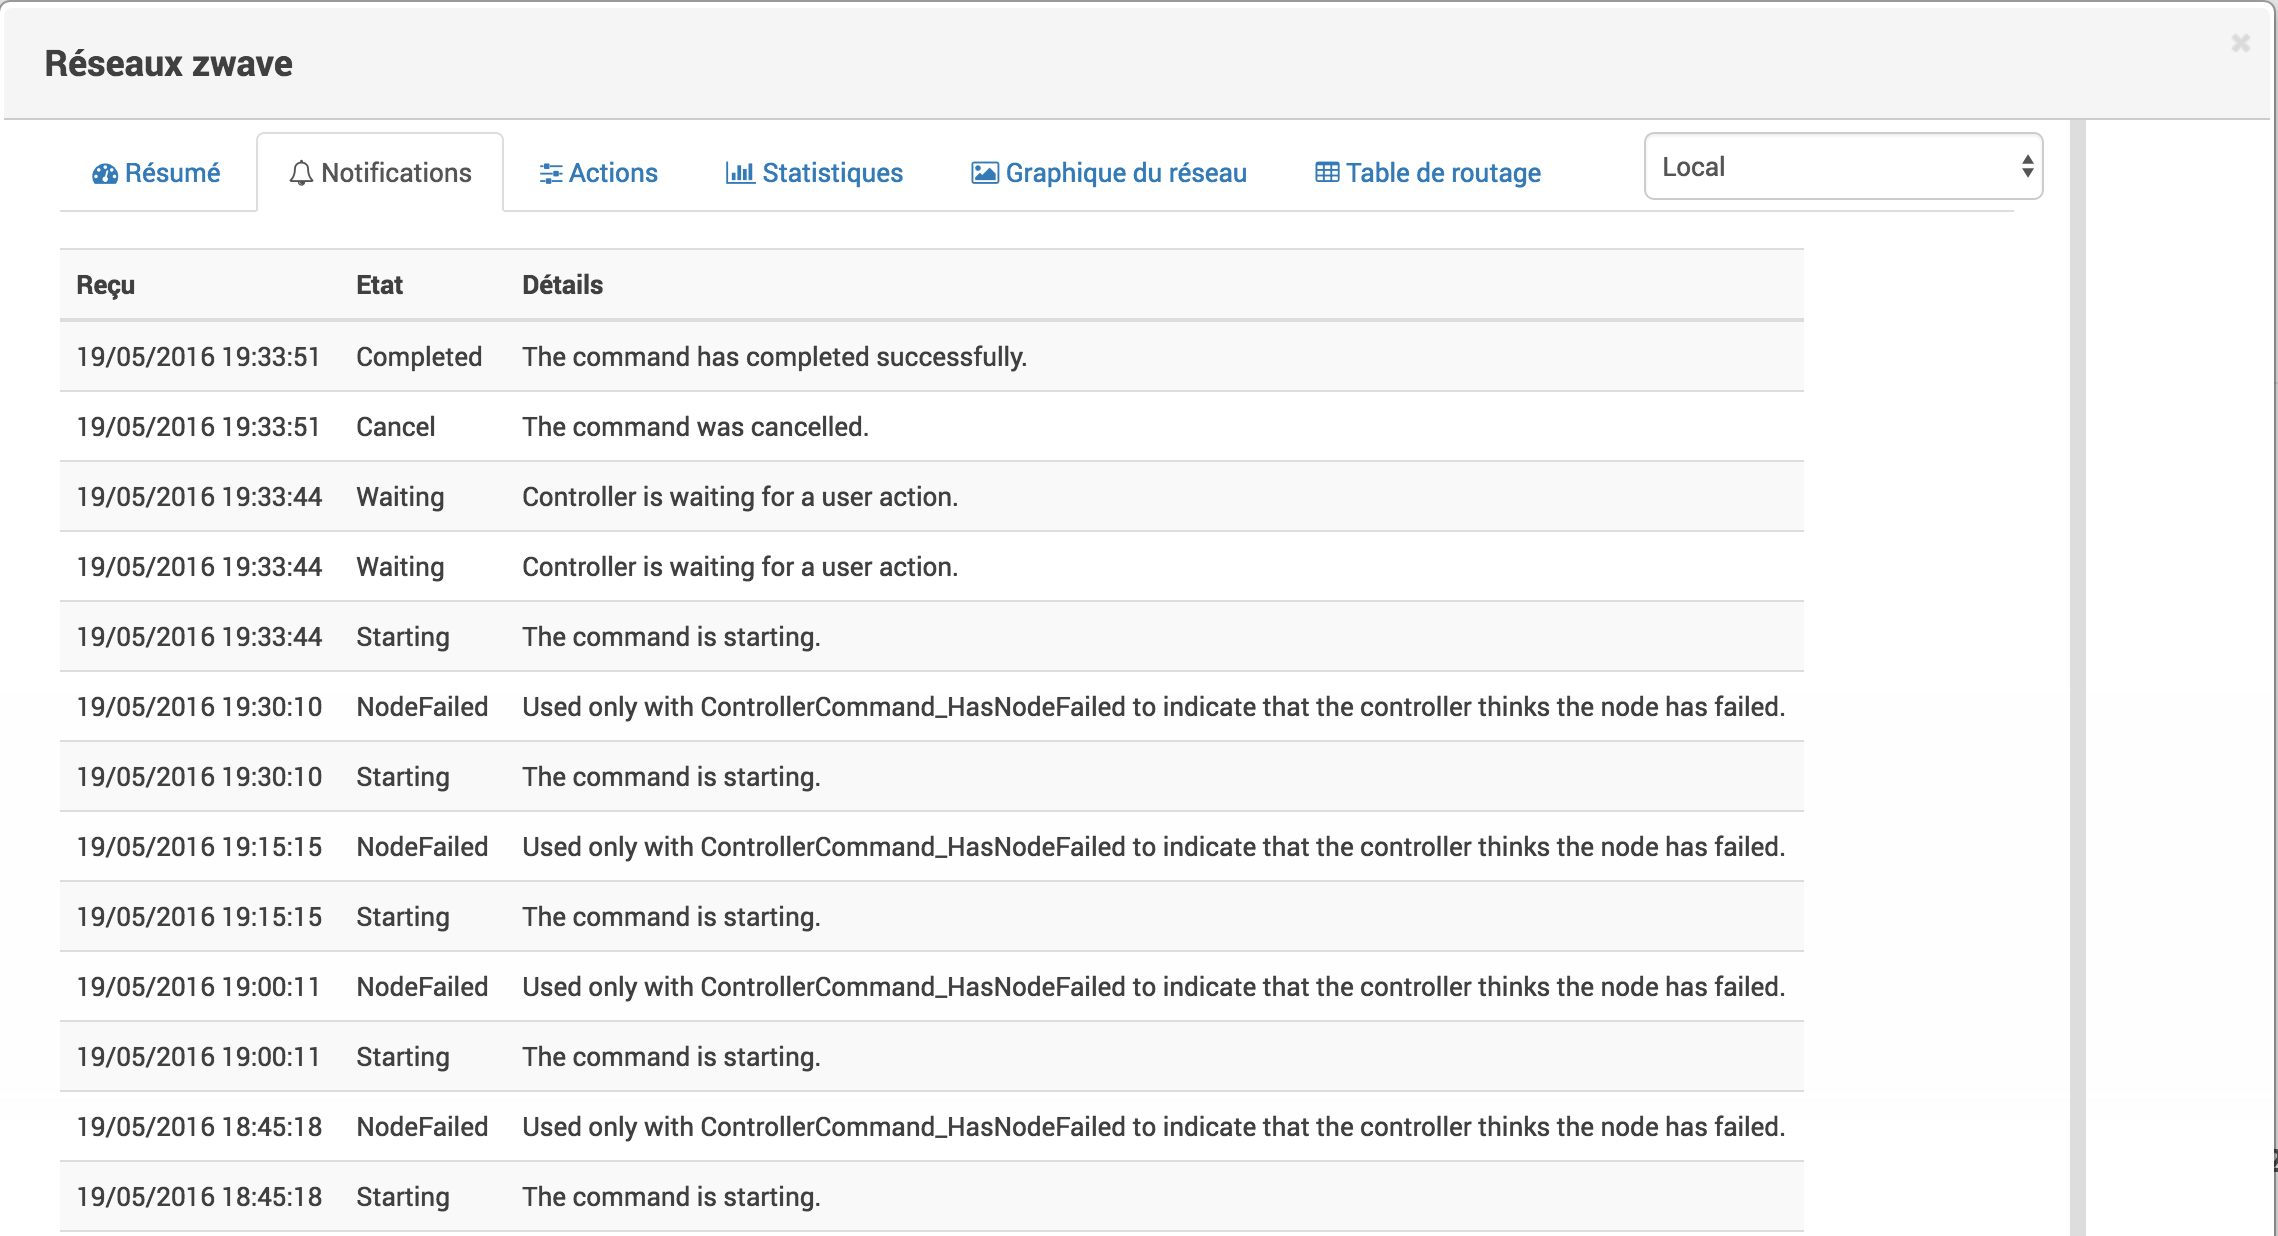 Réseaux zwave
Résumé Notifications Actions Statistiques Graphique du réseau Table de routage Local
Reçu Etat Détails
19/05/2016 19:33:51 Completed The command has completed successfully.
19/05/2016 19:33:51 Cancel The command was cancelled.
19/05/2016 19:33:44 Waiting Controller is waiting for a user action.
19/05/2016 19:33:44 Waiting Controller is waiting for a user action.
19/05/2016 19:33:44 Starting The command is starting.
19/05/2016 19:30:10 NodeFailed Used only with ControllerCommand_HasNodeFailed to indicate that the controller thinks the node has failed.
19/05/2016 19:30:10 Starting The command is starting.
19/05/2016 19:15:15 NodeFailed Used only with ControllerCommand_HasNodeFailed to indicate that the controller thinks the node has failed.
19/05/2016 19:15:15 Starting The command is starting.
19/05/2016 19:00:11 NodeFailed Used only with ControllerCommand_HasNodeFailed to indicate that the controller thinks the node has failed.
19/05/2016 19:00:11 Starting The command is starting.
19/05/2016 18:45:18 NodeFailed Used only with ControllerCommand_HasNodeFailed to indicate that the controller thinks the node has failed.
19/05/2016 18:45:18 Starting The command is starting.